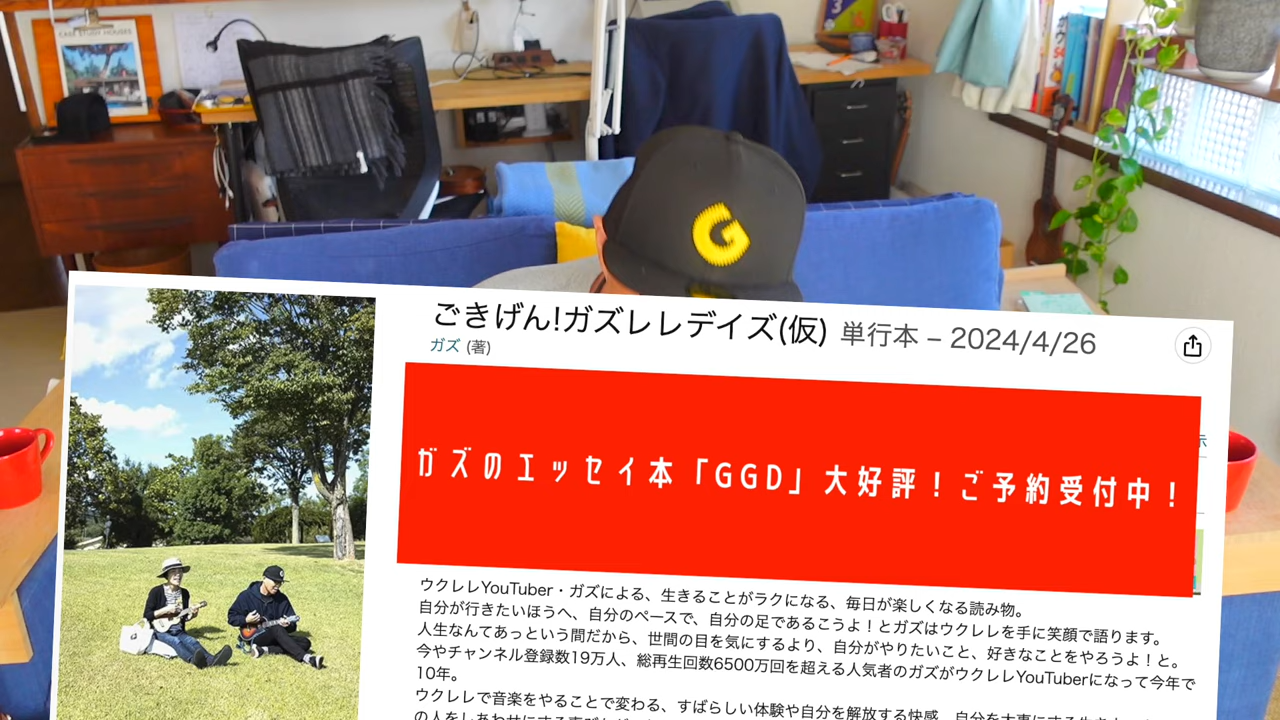 CASE STUDY HOUSES
G
ごきげん!ガズレレデイズ(仮) 単行本 – 2024/4/26
ガズ (著)
ガズのエッセイ本「GGD」大好評！ご予約受付中！
ウクレレYouTuber・ガズによる、生きることがラクになる、毎日が楽しくなる読み物。
自分が行きたいほうへ、自分のペースで、自分の足であるこうよ！とガズはウクレレを手に笑顔で語ります。
人生なんてあっという間だから、世間の目を気にするより、自分がやりたいこと、好きなことをやろうよ！と。
今やチャンネル登録数19万人、総再生回数6500万回を超える人気者のガズがウクレレYouTuberになって今年で
10年。
ウクレレで音楽をやることで変わる、すばらしい体験や自分を解放する快感、自分を大事にする